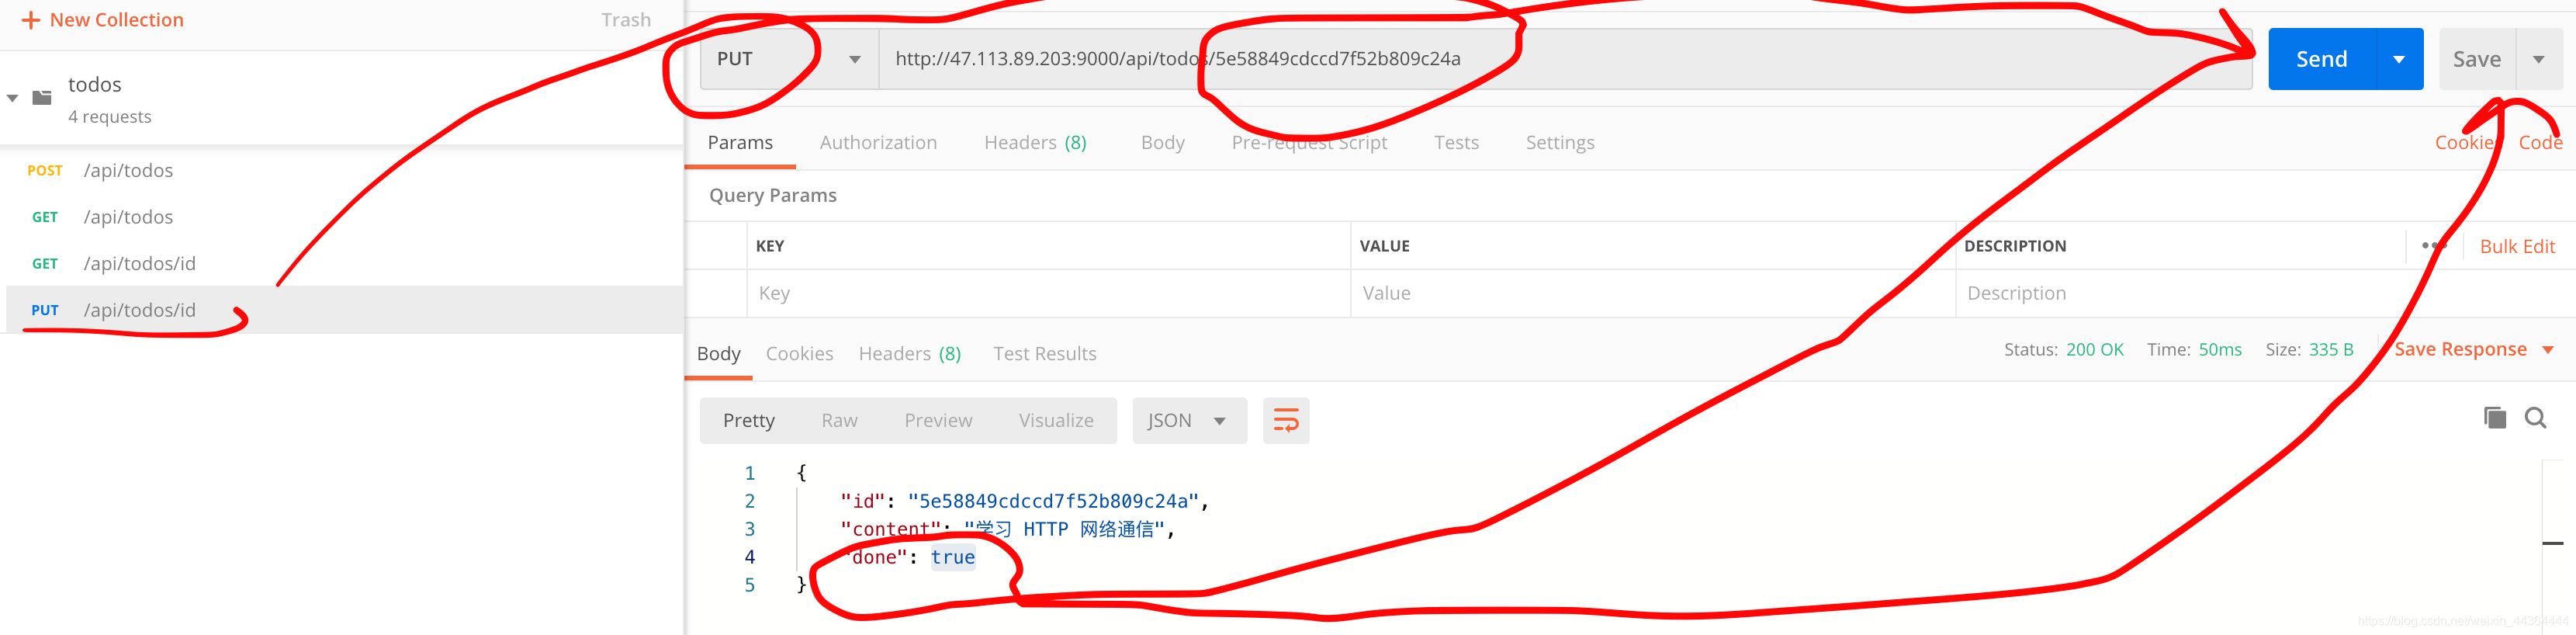 + New Collection
Trash
todos
4 requests
POST /api/todos
GET /api/todos
GET /api/todos/id
PUT /api/todos/id
PUT http://47.113.89.203:9000/api/todos/5e58849cdccd7f52b809c24a Send Save
Params Authorization Headers (8) Body Pre-request Script Tests Settings Cookies Code
Query Params
KEY VALUE DESCRIPTION ••• Bulk Edit
Key Value Description
Body Cookies Headers (8) Test Results Status: 200 OK Time: 50ms Size: 335 B Save Response
Pretty Raw Preview Visualize JSON
1 {
2 "id": "5e58849cdccd7f52b809c24a",
3 "content": "学习 HTTP 网络通信",
4 "done": true
5 }
https://blog.csdn.net/weixin_44364444